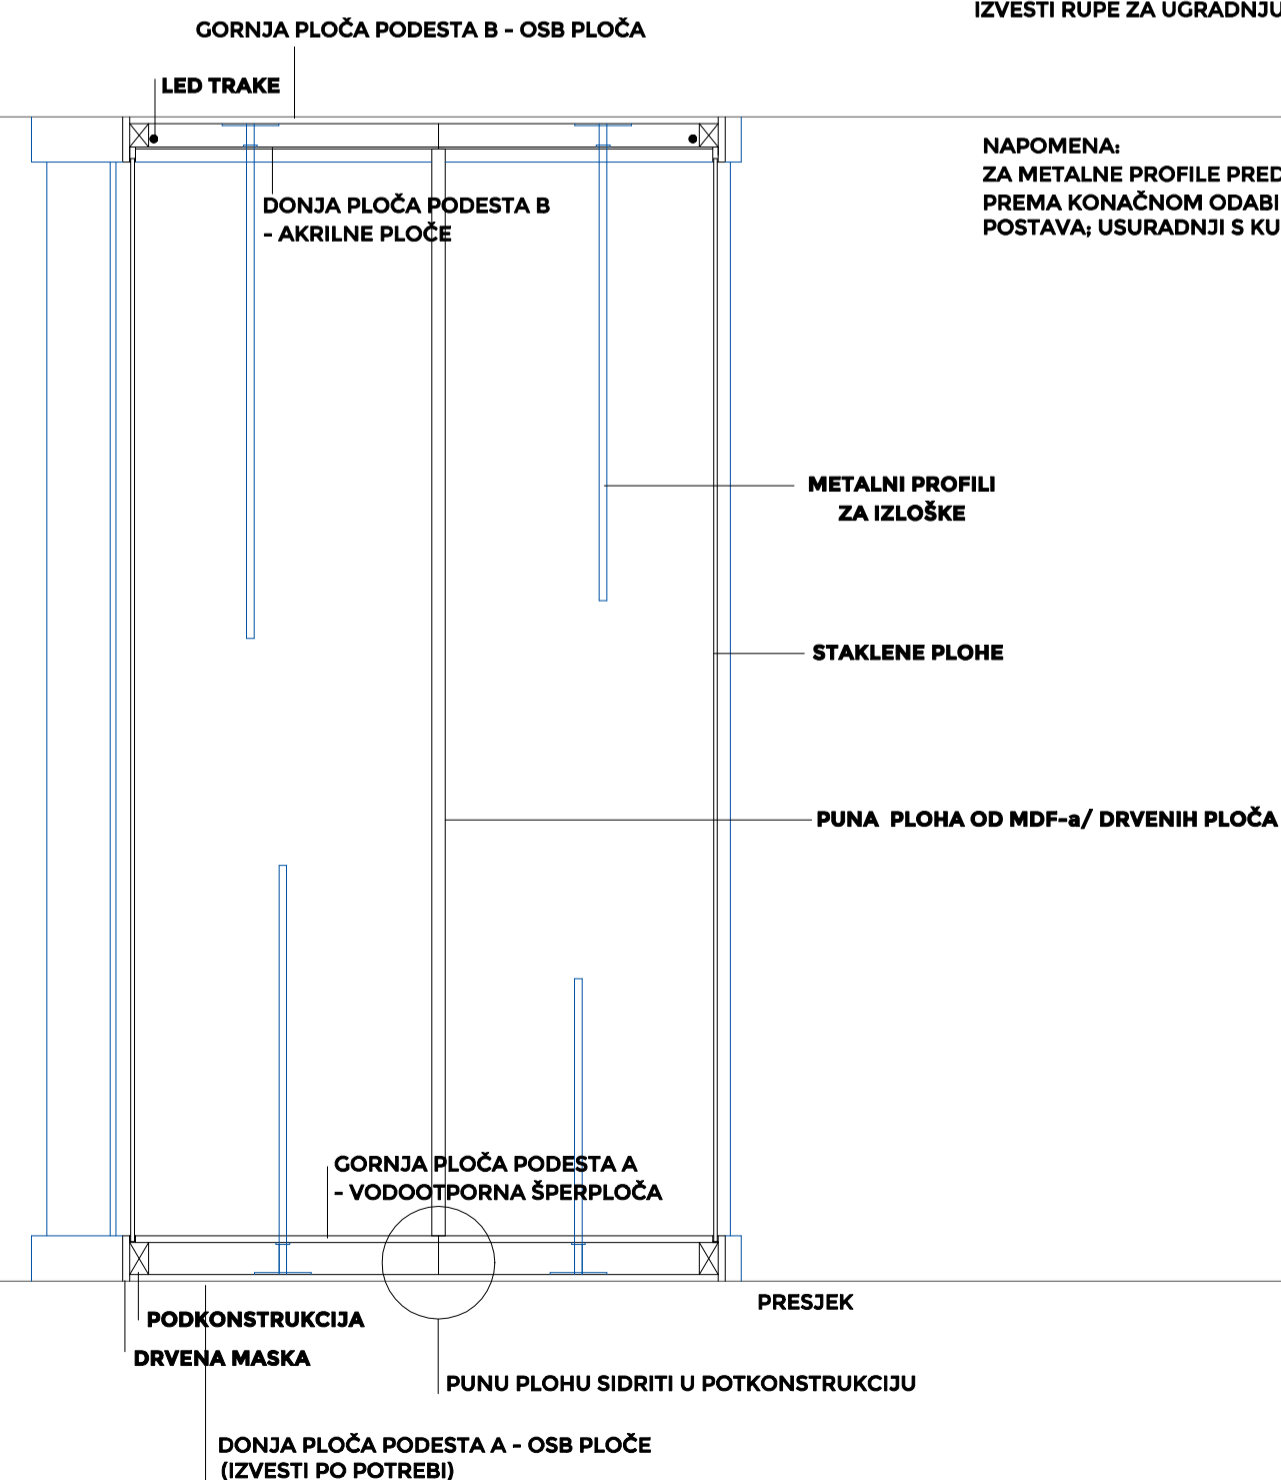 IZVESTI RUPE ZA UGRADNJU
GORNJA PLOČA PODESTA B - OSB PLOČA
LED TRAKE
NAPOMENA:
ZA METALNE PROFILE PRED
PREMA KONAČNOM ODABI
POSTAVA; USURADNJI S KU
DONJA PLOČA PODESTA B
- AKRILNE PLOČE
METALNI PROFILI
ZA IZLOŠKE
STAKLENE PLOHE
PUNA PLOHA OD MDF-a/ DRVENIH PLOČA
GORNJA PLOČA PODESTA A
- VODOOTPORNA ŠPERPLOČA
PRESJEK
PODKONSTRUKCIJA
DRVENA MASKA
PUNU PLOHU SIDRITI U POTKONSTRUKCIJU
DONJA PLOČA PODESTA A - OSB PLOČE
(IZVESTI PO POTREBI)